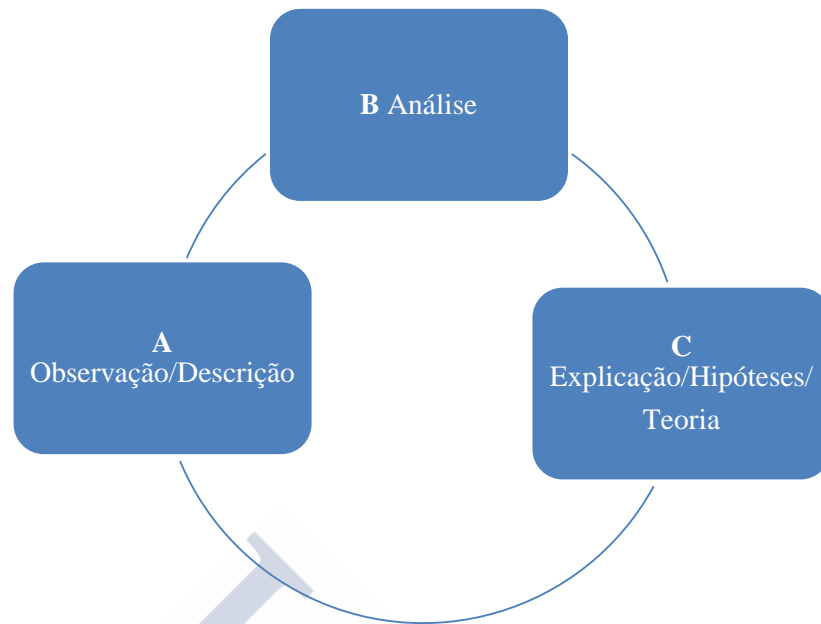 B Análise
A
Observação/Descrição
C
Explicação/Hipóteses/
Teoria